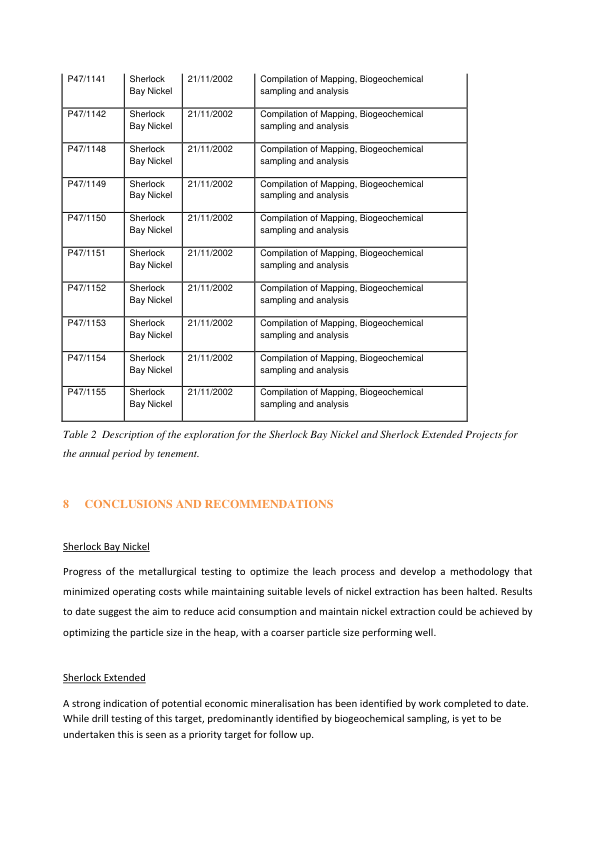 P47/1141 Sherlock 21/11/2002 Compilation of Mapping, Biogeochemical
Bay Nickel sampling and analysis
P47/1142 Sherlock 21/11/2002 Compilation of Mapping, Biogeochemical
Bay Nickel sampling and analysis
P47/1148 Sherlock 21/11/2002 Compilation of Mapping, Biogeochemical
Bay Nickel sampling and analysis
P47/1149 Sherlock 21/11/2002 Compilation of Mapping, Biogeochemical
Bay Nickel sampling and analysis
P47/1150 Sherlock 21/11/2002 Compilation of Mapping, Biogeochemical
Bay Nickel sampling and analysis
P47/1151 Sherlock 21/11/2002 Compilation of Mapping, Biogeochemical
Bay Nickel sampling and analysis
P47/1152 Sherlock 21/11/2002 Compilation of Mapping, Biogeochemical
Bay Nickel sampling and analysis
P47/1153 Sherlock 21/11/2002 Compilation of Mapping, Biogeochemical
Bay Nickel sampling and analysis
P47/1154 Sherlock 21/11/2002 Compilation of Mapping, Biogeochemical
Bay Nickel sampling and analysis
P47/1155 Sherlock 21/11/2002 Compilation of Mapping, Biogeochemical
Bay Nickel sampling and analysis
Table 2 Description of the exploration for the Sherlock Bay Nickel and Sherlock Extended Projects for
the annual period by tenement.
8 CONCLUSIONS AND RECOMMENDATIONS
Sherlock Bay Nickel
Progress of the metallurgical testing to optimize the leach process and develop a methodology that
minimized operating costs while maintaining suitable levels of nickel extraction has been halted. Results
to date suggest the aim to reduce acid consumption and maintain nickel extraction could be achieved by
optimizing the particle size in the heap, with a coarser particle size performing well.
Sherlock Extended
A strong indication of potential economic mineralisation has been identified by work completed to date.
While drill testing of this target, predominantly identified by biogeochemical sampling, is yet to be
undertaken this is seen as a priority target for follow up.